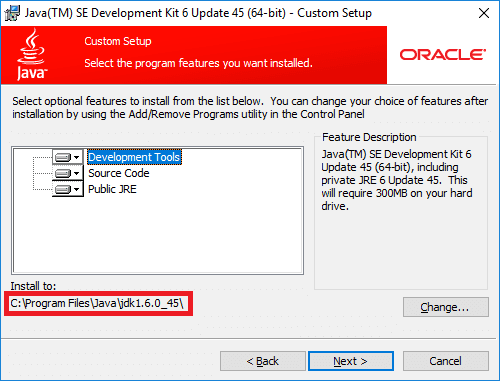 Java(TM) SE Development Kit 6 Update 45 (64-bit) - Custom Setup
Java
Custom Setup
Select the program features you want installed.
ORACLE
Select optional features to install from the list below. You can change your choice of features after
installation by using the Add/Remove Programs utility in the Control Panel
Development Tools
Source Code
Public JRE
Feature Description
Java(TM) SE Development Kit 6
Update 45 (64-bit), including
private JRE 6 Update 45. This
will require 300MB on your hard
drive.
Install to:
C:\Program Files\Java\jdk1.6.0_45\
Change...
< Back
Next >
Cancel